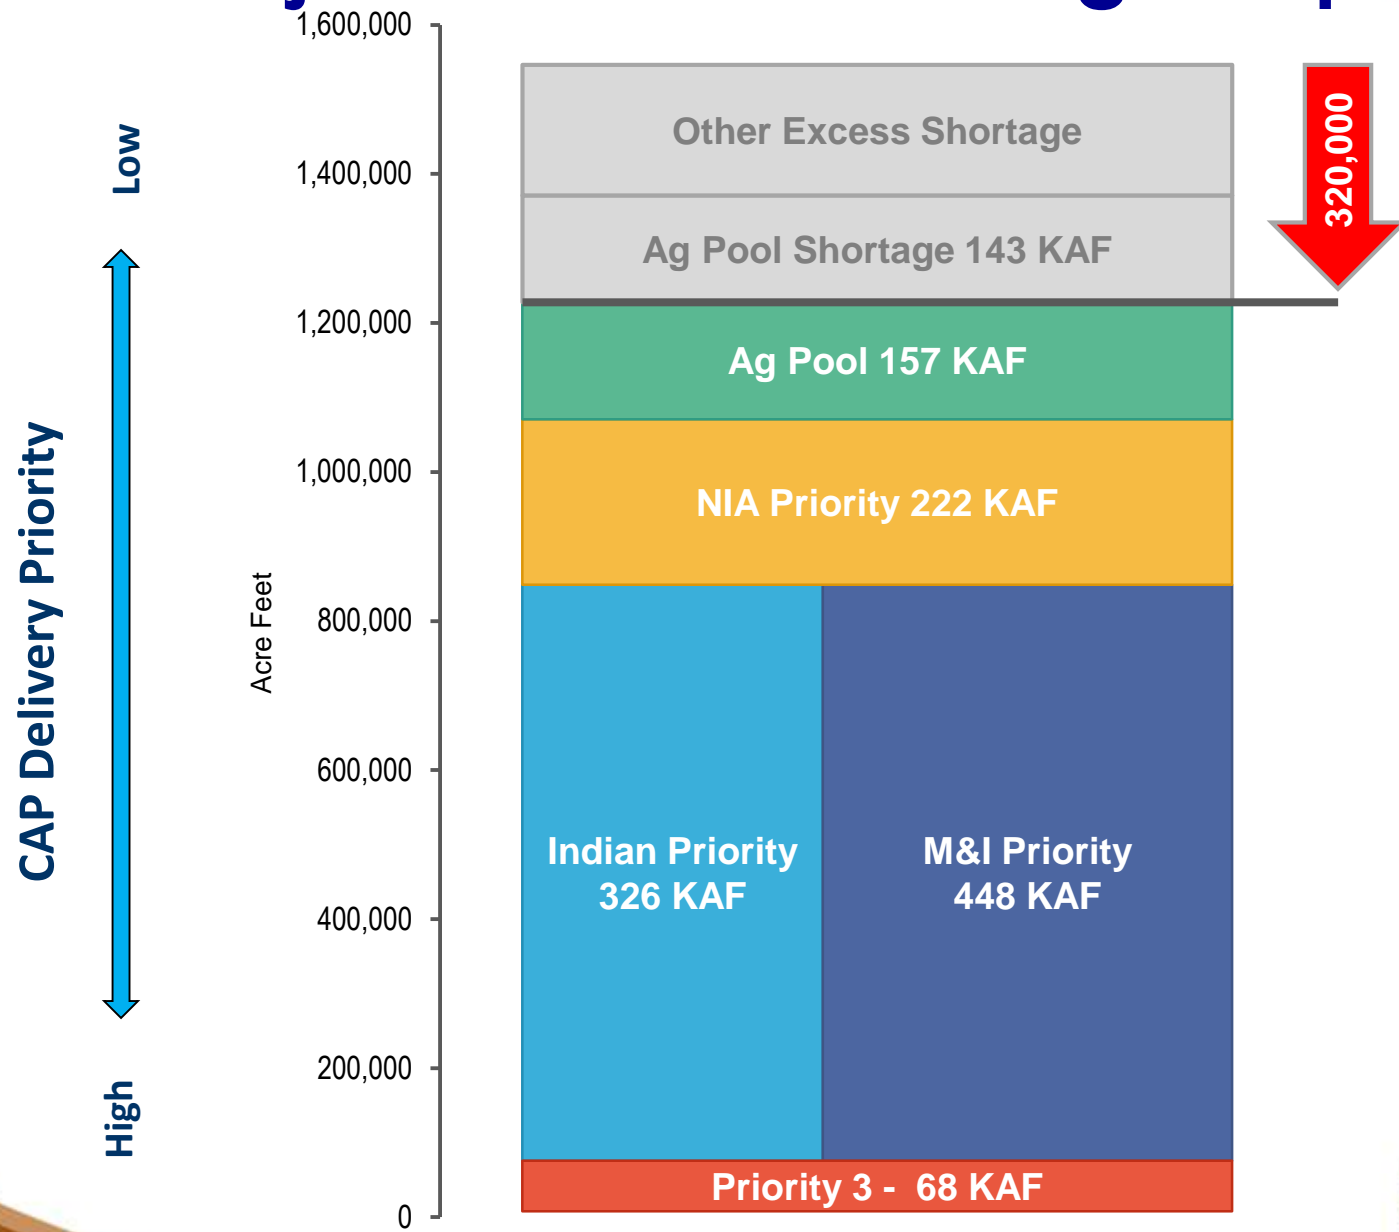 1,600,000
1,400,000
1,200,000
1,000,000
800,000
600,000
400,000
200,000
0
Acre Feet
CAP Delivery Priority
Low
High
Other Excess Shortage
Ag Pool Shortage 143 KAF
Ag Pool 157 KAF
NIA Priority 222 KAF
Indian Priority
326 KAF
M&I Priority
448 KAF
Priority 3 - 68 KAF
320,000